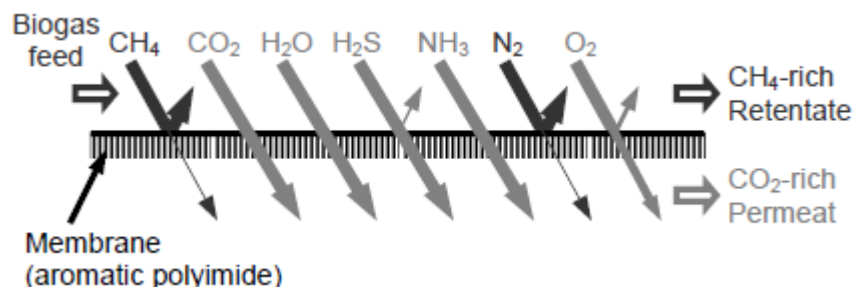 Biogas
feed
CH₄ CO₂ H₂O H₂S NH₃ N₂ O₂
CH₄-rich
Retentate
CO₂-rich
Permeat
Membrane
(aromatic polyimide)